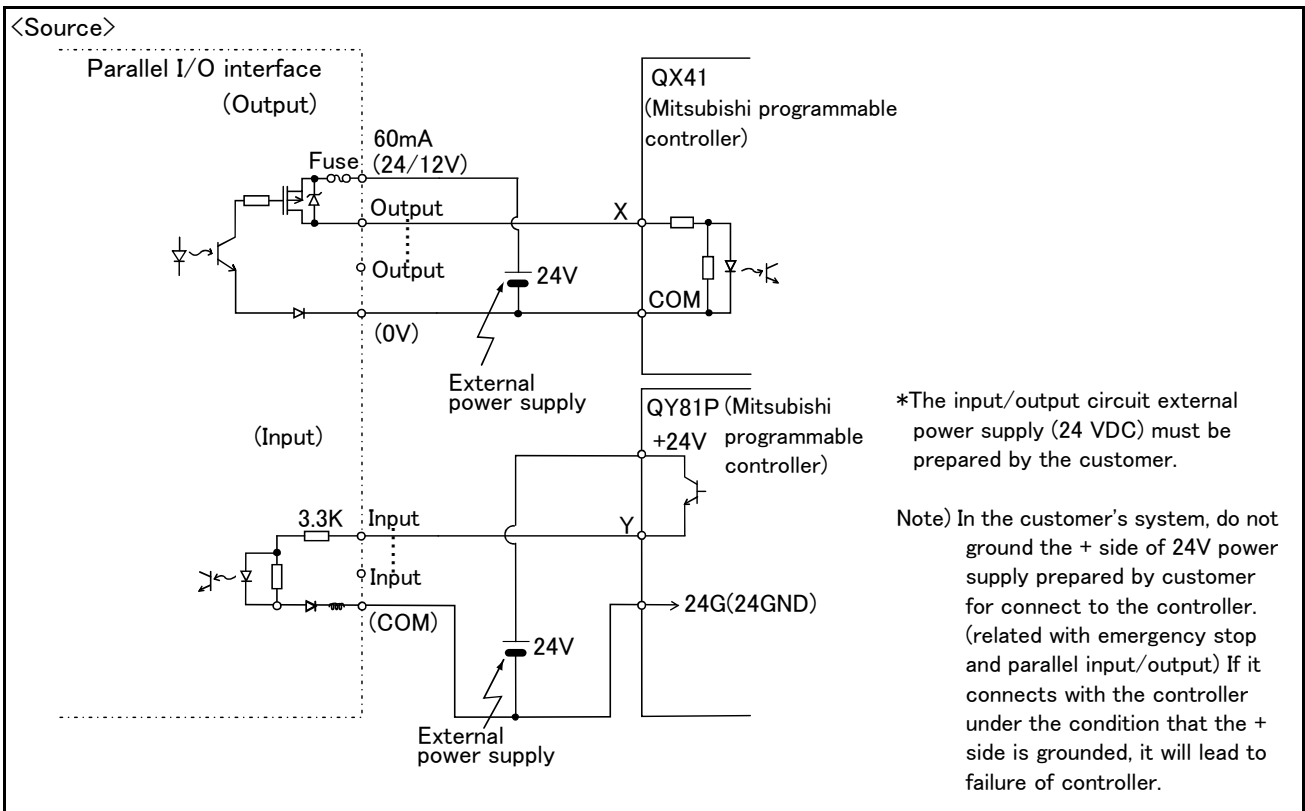 <Source>
Parallel I/O interface
(Output)
QX41
(Mitsubishi programmable
controller)
60mA
(24/12V)
Fuse
Output
X
Output
24V
COM
(0V)
External
power supply
QY81P (Mitsubishi
programmable
controller)
+24V
(Input)
3.3K
Input
Y
Input
(COM)
24G(24GND)
24V
External
power supply
*The input/output circuit external
power supply (24 VDC) must be
prepared by the customer.
Note) In the customer's system, do not
ground the + side of 24V power
supply prepared by customer
for connect to the controller.
(related with emergency stop
and parallel input/output) If it
connects with the controller
under the condition that the +
side is grounded, it will lead to
failure of controller.